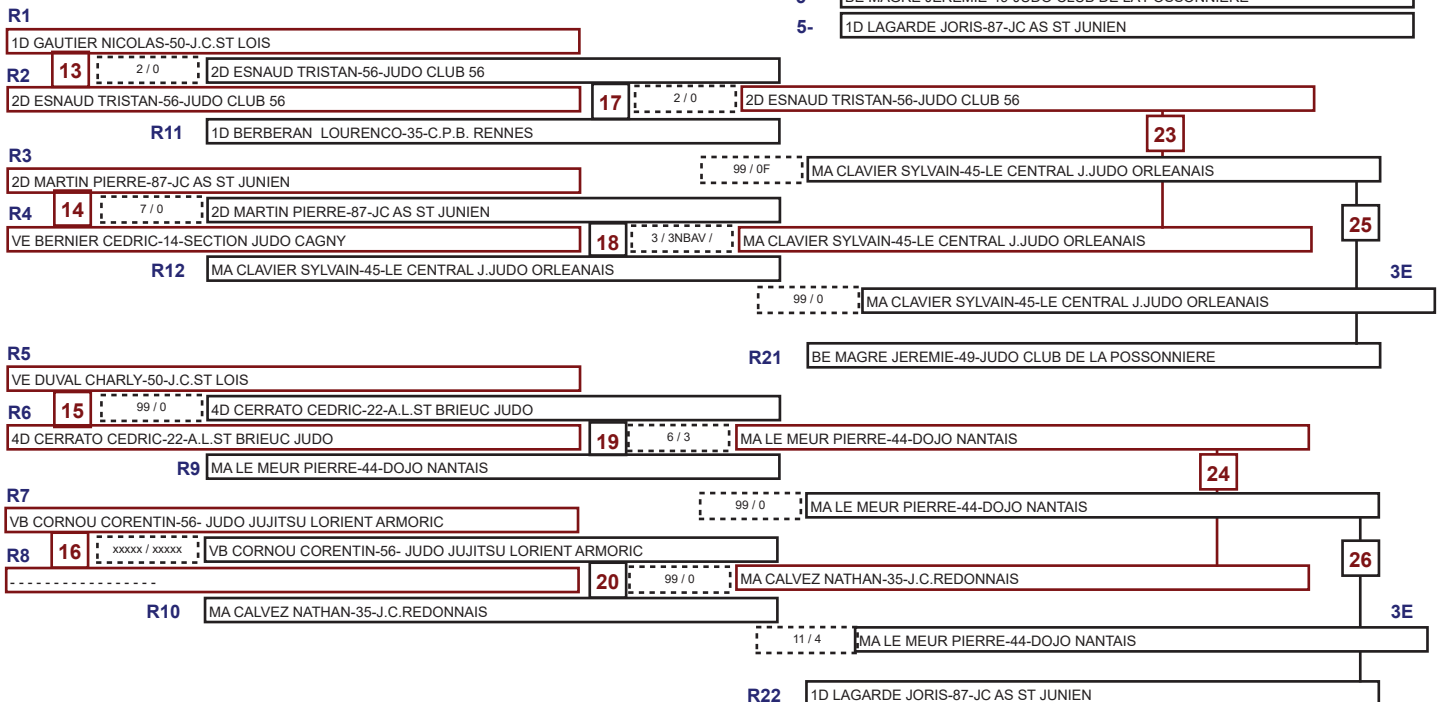 BE MAGRE JEREMIE-49-JUDO CLUB DE LA POSSONNIERE
R1
5- 1D LAGARDE JORIS-87-JC AS ST JUNIEN
1D GAUTIER NICOLAS-50-J.C.ST LOIS
R2 13 2 / 0 2D ESNAUD TRISTAN-56-JUDO CLUB 56
2D ESNAUD TRISTAN-56-JUDO CLUB 56 17 2 / 0 2D ESNAUD TRISTAN-56-JUDO CLUB 56
R11 1D BERBERAN LOURENCO-35-C.P.B. RENNES 23
R3
99 / 0F MA CLAVIER SYLVAIN-45-LE CENTRAL J.JUDO ORLEANAIS
2D MARTIN PIERRE-87-JC AS ST JUNIEN
R4 14 7 / 0 2D MARTIN PIERRE-87-JC AS ST JUNIEN 25
VE BERNIER CEDRIC-14-SECTION JUDO CAGNY 18 3 / 3NBAV / MA CLAVIER SYLVAIN-45-LE CENTRAL J.JUDO ORLEANAIS
R12 MA CLAVIER SYLVAIN-45-LE CENTRAL J.JUDO ORLEANAIS 3E
99 / 0 MA CLAVIER SYLVAIN-45-LE CENTRAL J.JUDO ORLEANAIS
R5
R21 BE MAGRE JEREMIE-49-JUDO CLUB DE LA POSSONNIERE
VE DUVAL CHARLY-50-J.C.ST LOIS
R6 15 99 / 0 4D CERRATO CEDRIC-22-A.L.ST BRIEUC JUDO
4D CERRATO CEDRIC-22-A.L.ST BRIEUC JUDO 19 6 / 3 MA LE MEUR PIERRE-44-DOJO NANTAIS
R9 MA LE MEUR PIERRE-44-DOJO NANTAIS 24
R7
99 / 0 MA LE MEUR PIERRE-44-DOJO NANTAIS
VB CORNOU CORENTIN-56- JUDO JUJITSU LORIENT ARMORIC
R8 16 xxxxx / xxxxx VB CORNOU CORENTIN-56- JUDO JUJITSU LORIENT ARMORIC 26
- - - - - - - - - - - - - - - - - 20 99 / 0 MA CALVEZ NATHAN-35-J.C.REDONNAIS
R10 MA CALVEZ NATHAN-35-J.C.REDONNAIS 3E
11 / 4 MA LE MEUR PIERRE-44-DOJO NANTAIS
R22 1D LAGARDE JORIS-87-JC AS ST JUNIEN